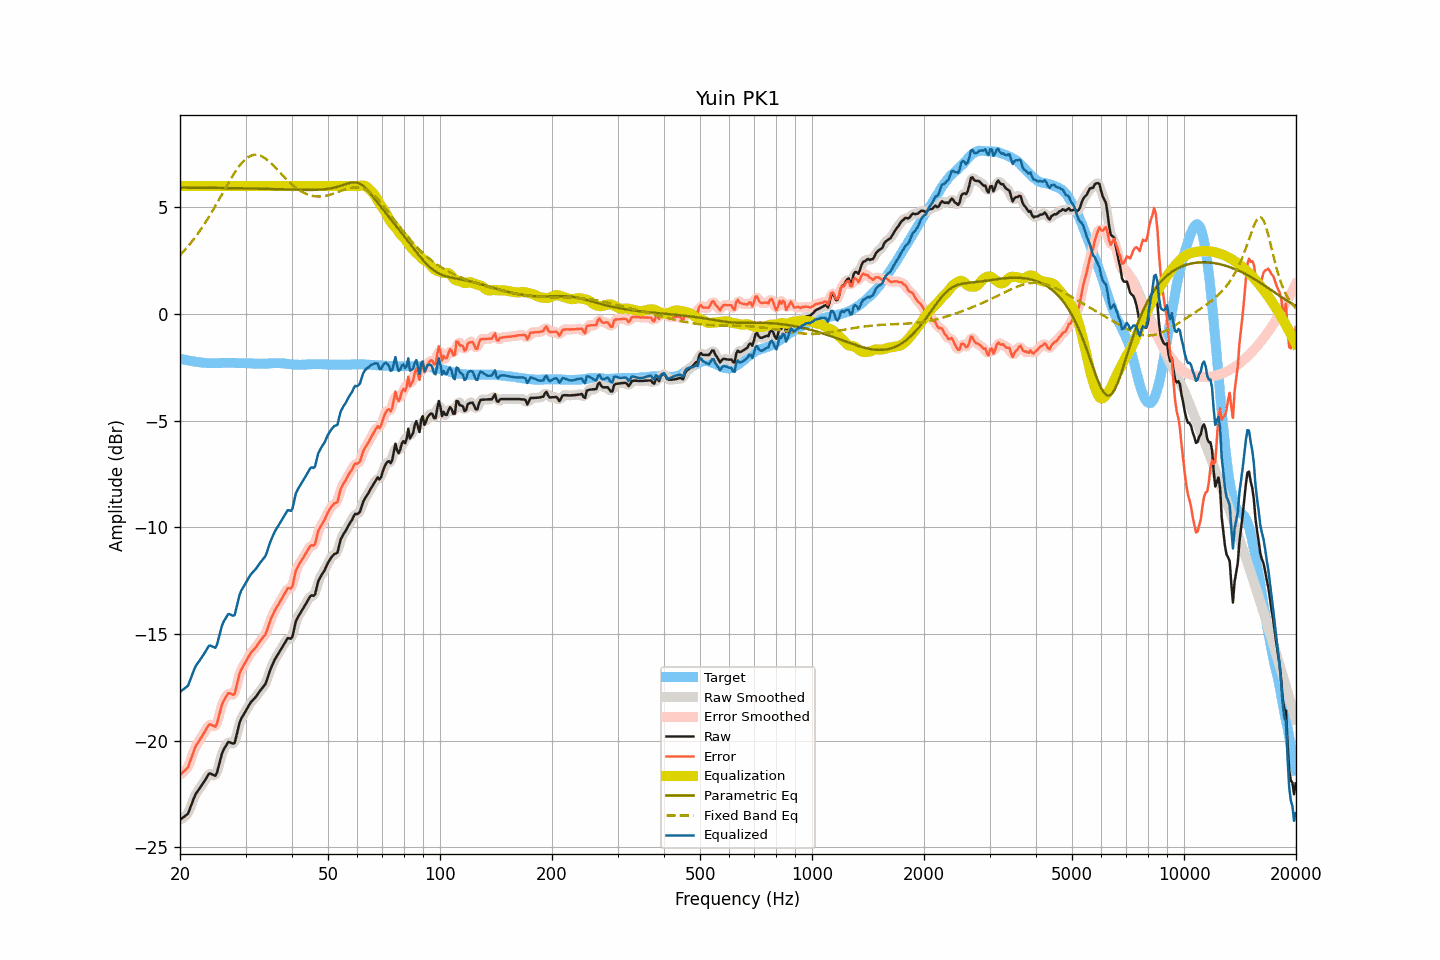 Yuin PK1
Amplitude (dBr)
5
0
−5
−10
−15
−20
−25
Target
Raw Smoothed
Error Smoothed
Raw
Error
Equalization
Parametric Eq
Fixed Band Eq
Equalized
20 50 100 200 500 1000 2000 5000 10000 20000
Frequency (Hz)